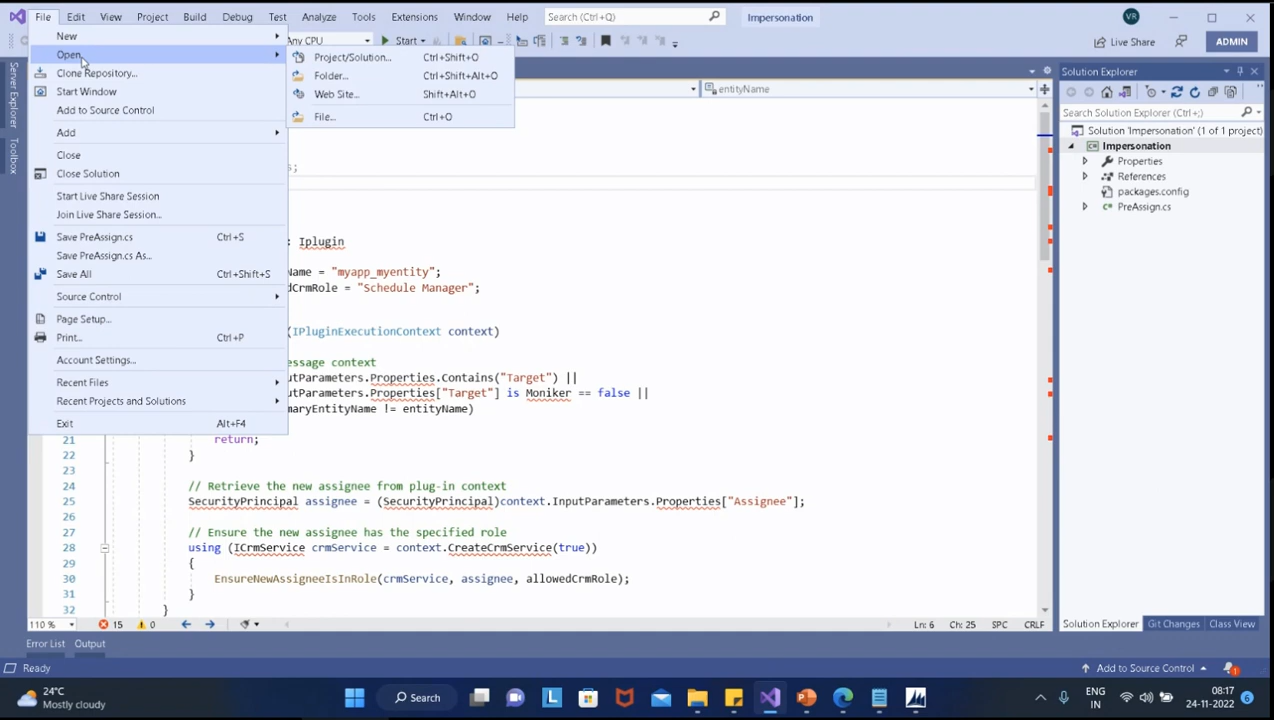 File Edit View Project Build Debug Test Analyze Tools Extensions Window Help Search (Ctrl+Q) Impersonation VR
Any CPU Start Live Share ADMIN
Server Explorer
Toolbox
New
Open
Clone Repository...
Start Window
Add to Source Control
Add
Close
Close Solution
Start Live Share Session
Join Live Share Session...
Save PreAssign.cs Ctrl+S
Save PreAssign.cs As...
Save All Ctrl+Shift+S
Source Control
Page Setup...
Print... Ctrl+P
Account Settings...
Recent Files
Recent Projects and Solutions
Exit Alt+F4
Project/Solution... Ctrl+Shift+O
Folder... Ctrl+Shift+Alt+O
Web Site... Shift+Alt+O
File... Ctrl+O
entityName
s;
: Iplugin
Name = "myapp_myentity";
dCrmRole = "Schedule Manager";
(IPluginExecutionContext context)
essage context
utParameters.Properties.Contains("Target") ||
utParameters.Properties["Target"] is Moniker == false ||
maryEntityName != entityName)
21 return;
22 }
23
24 // Retrieve the new assignee from plug-in context
25 SecurityPrincipal assignee = (SecurityPrincipal)context.InputParameters.Properties["Assignee"];
26
27 // Ensure the new assignee has the specified role
28 using (ICrmService crmService = context.CreateCrmService(true))
29 {
30 EnsureNewAssigneeIsInRole(crmService, assignee, allowedCrmRole);
31 }
32 }
110 % 15 0 Ln: 6 Ch: 25 SPC CRLF
Error List Output
Solution Explorer
Search Solution Explorer (Ctrl+;)
Solution 'Impersonation' (1 of 1 project)
Impersonation
Properties
References
packages.config
PreAssign.cs
Solution Explorer Git Changes Class View
Ready Add to Source Control 1
24°C
Mostly cloudy
Search
ENG
IN
08:17
24-11-2022
6